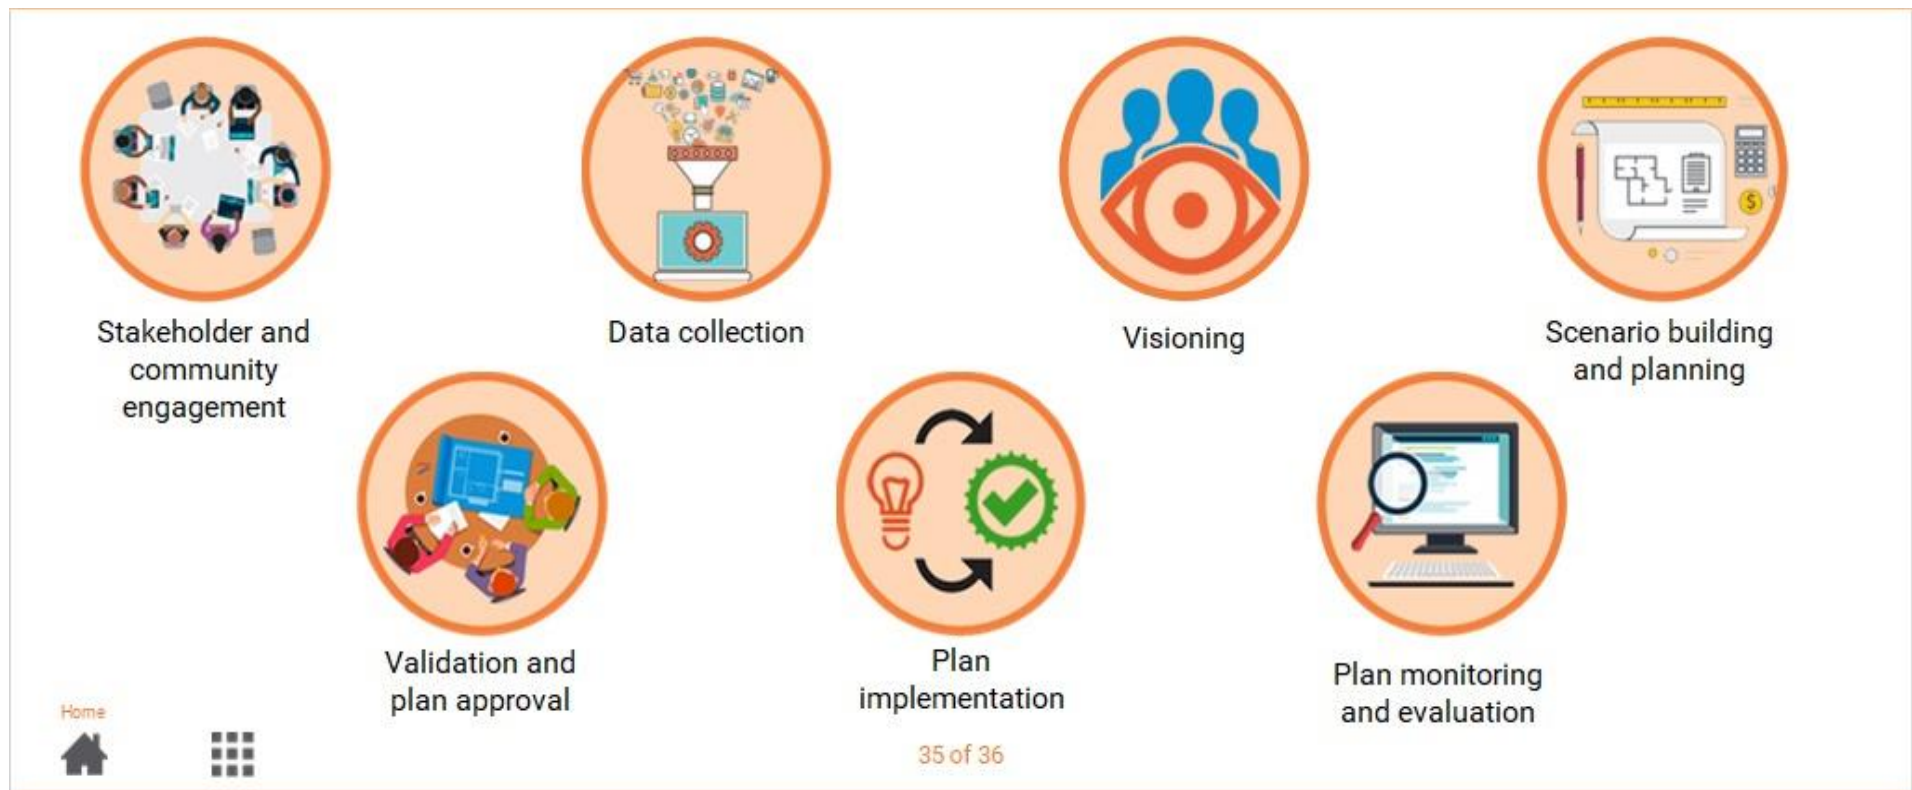 Stakeholder and
community
engagement
Data collection
Visioning
Scenario building
and planning
Validation and
plan approval
Plan
implementation
Plan monitoring
and evaluation
Home
35 of 36